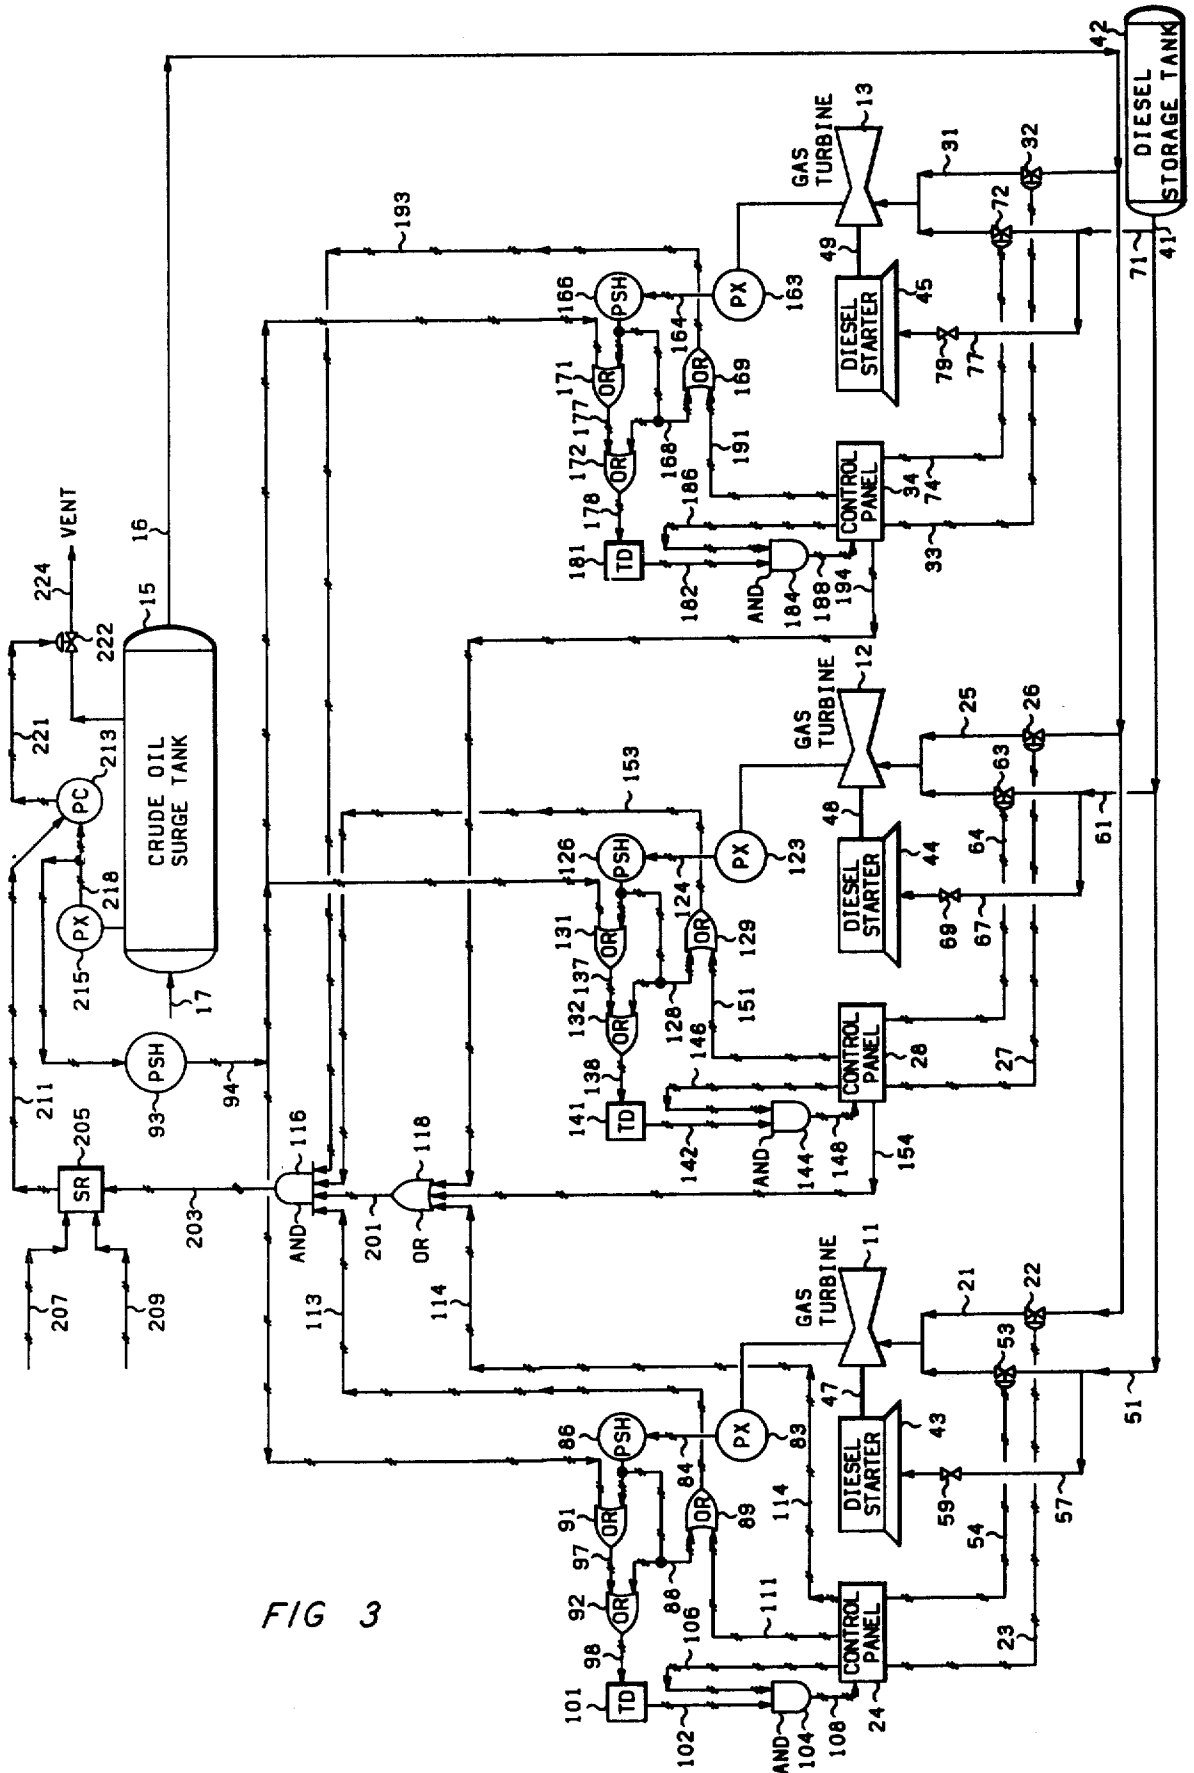 FIG 3
207
209
211
SR
205
203
PSH
93
94
17
PX
215
218
PC
213
221
222
224
VENT
CRUDE OIL
SURGE TANK
15
16
AND
116
201
OR
118
113
114
101
TD
98
OR
92
97
OR
91
PSH
86
88
84
OR
89
PX
83
102
106
111
114
AND
104
108
CONTROL
PANEL
24
DIESEL
STARTER
43
47
GAS
TURBINE
11
59
57
54
53
23
22
21
51
141
TD
138
OR
132
137
OR
131
PSH
126
128
124
OR
129
153
PX
123
142
146
151
AND
144
148
154
CONTROL
PANEL
28
DIESEL
STARTER
44
48
GAS
TURBINE
12
69
67
64
63
27
26
25
61
181
TD
178
OR
172
177
OR
171
PSH
166
168
164
OR
169
193
PX
163
182
186
191
AND
184
188
194
CONTROL
PANEL
34
DIESEL
STARTER
45
49
GAS
TURBINE
13
79
77
74
72
33
32
31
71
41
42
DIESEL
STORAGE TANK